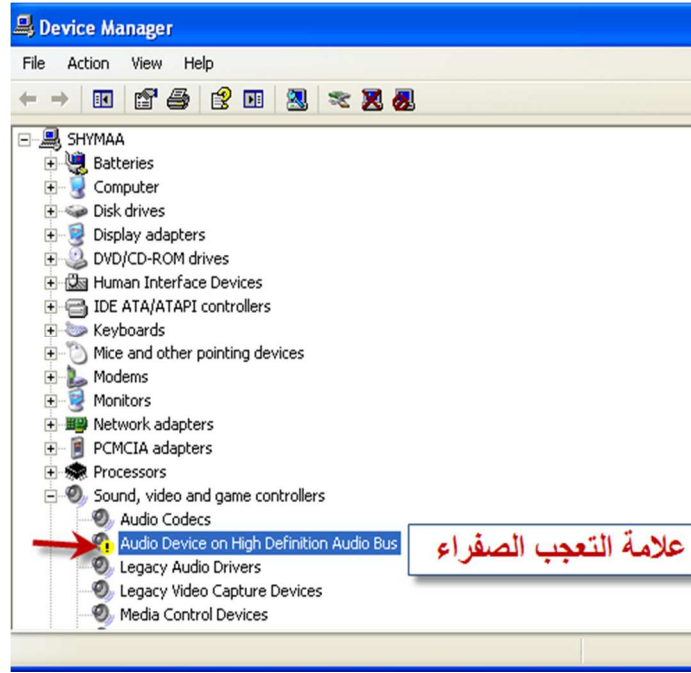 Device Manager
File Action View Help
SHYMAA
Batteries
Computer
Disk drives
Display adapters
DVD/CD-ROM drives
Human Interface Devices
IDE ATA/ATAPI controllers
Keyboards
Mice and other pointing devices
Modems
Monitors
Network adapters
PCMCIA adapters
Processors
Sound, video and game controllers
Audio Codecs
Audio Device on High Definition Audio Bus
علامة التعجب الصفراء
Legacy Audio Drivers
Legacy Video Capture Devices
Media Control Devices